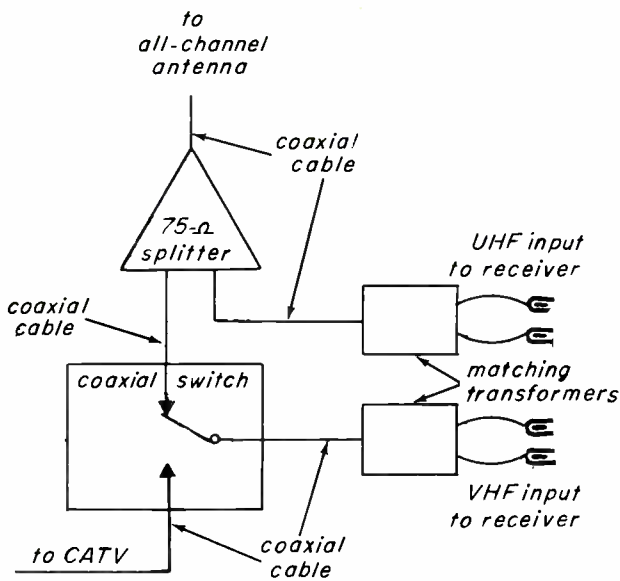 to
all-channel
antenna
coaxial
cable
75-Ω
splitter
UHF input
to receiver
coaxial
cable
coaxial switch
matching
transformers
VHF input
to receiver
coaxial
cable
to CATV